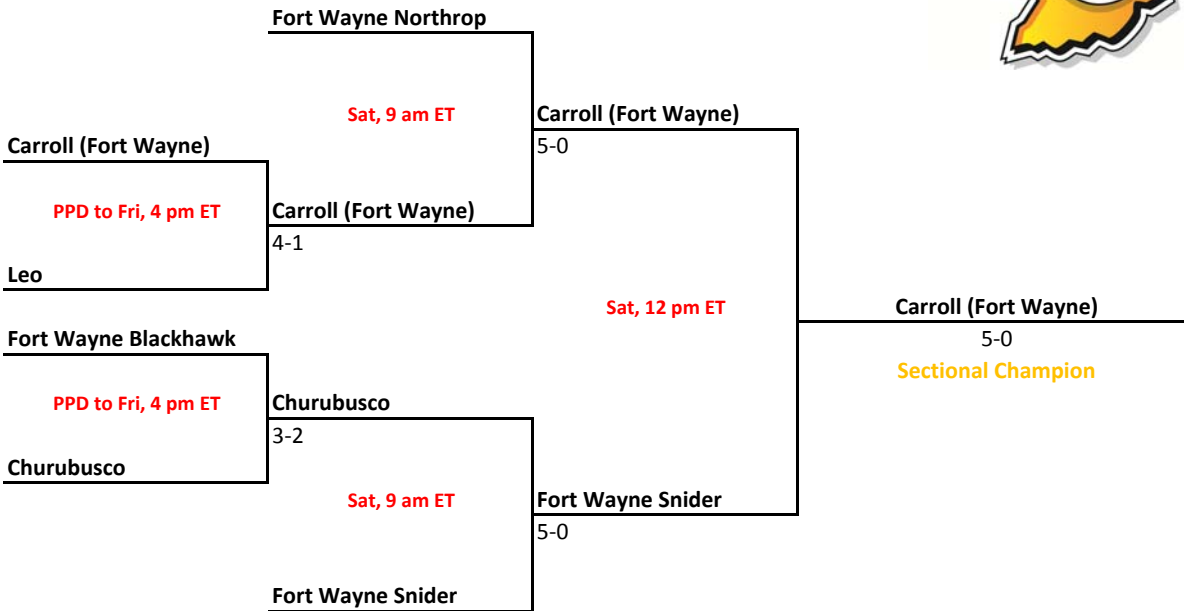 Fort Wayne Northrop
Sat, 9 am ET
Carroll (Fort Wayne)
5-0
Carroll (Fort Wayne)
PPD to Fri, 4 pm ET
Carroll (Fort Wayne)
4-1
Leo
Sat, 12 pm ET
Carroll (Fort Wayne)
5-0
Sectional Champion
Fort Wayne Blackhawk
PPD to Fri, 4 pm ET
Churubusco
3-2
Churubusco
Sat, 9 am ET
Fort Wayne Snider
5-0
Fort Wayne Snider